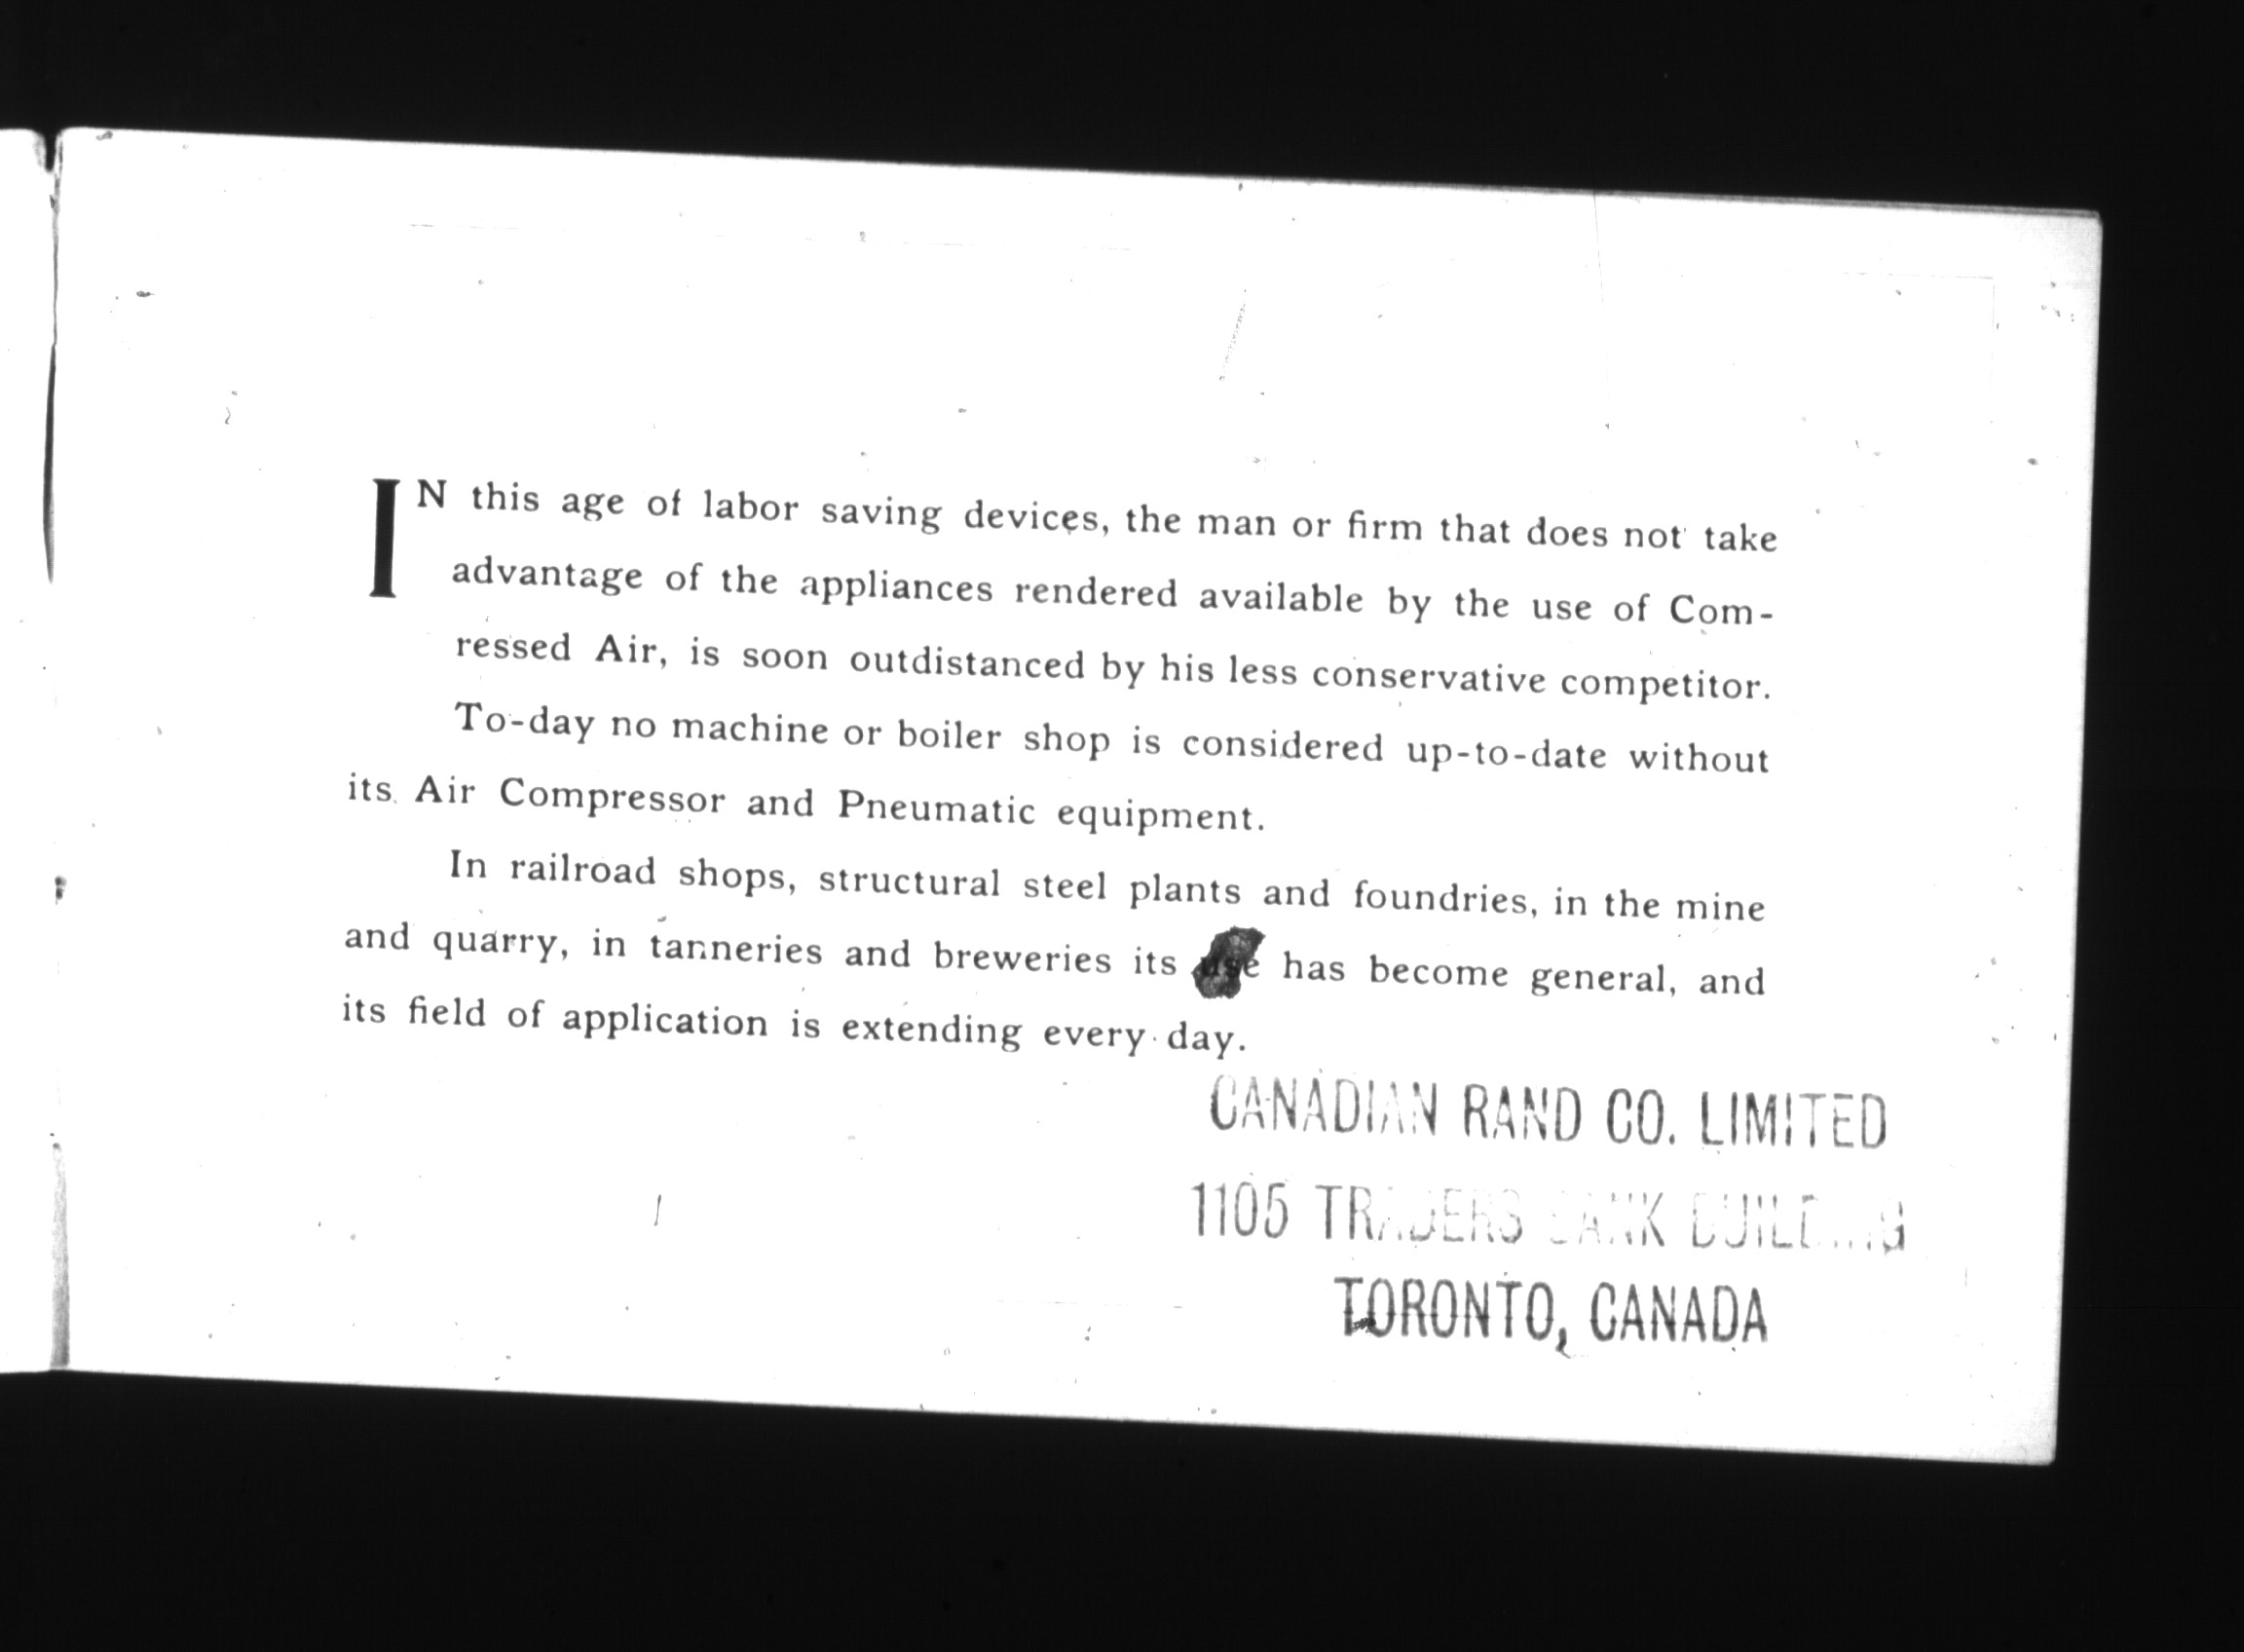 IN this age of labor saving devices, the man or firm that does not take
advantage of the appliances rendered available by the use of Com-
ressed Air, is soon outdistanced by his less conservative competitor.
To-day no machine or boiler shop is considered up-to-date without
its Air Compressor and Pneumatic equipment.
In railroad shops, structural steel plants and foundries, in the mine
and quarry, in tanneries and breweries its use has become general, and
its field of application is extending every day.
CANADIAN RAND CO. LIMITED
1105 TRADERS BANK BUILDING
TORONTO, CANADA